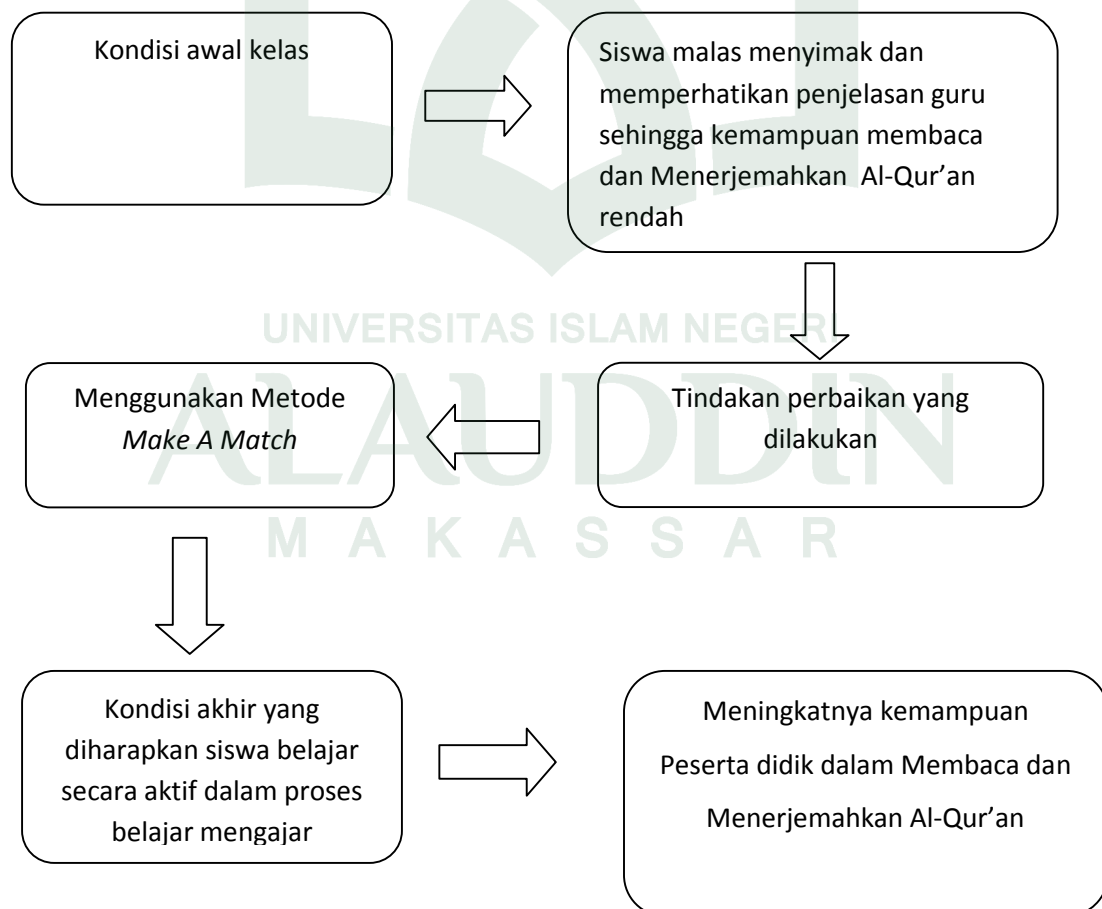 Kondisi awal kelas
Siswa malas menyimak dan
memperhatikan penjelasan guru
sehingga kemampuan membaca
dan Menerjemahkan  Al-Qur’an
rendah
UNIVERSITAS ISLAM NEGERI
Menggunakan Metode
Make A Match
Tindakan perbaikan yang
dilakukan
ALAUDDIN
MAKASSAR
Kondisi akhir yang
diharapkan siswa belajar
secara aktif dalam proses
belajar mengajar
Meningkatnya kemampuan
Peserta didik dalam Membaca dan
Menerjemahkan Al-Qur’an